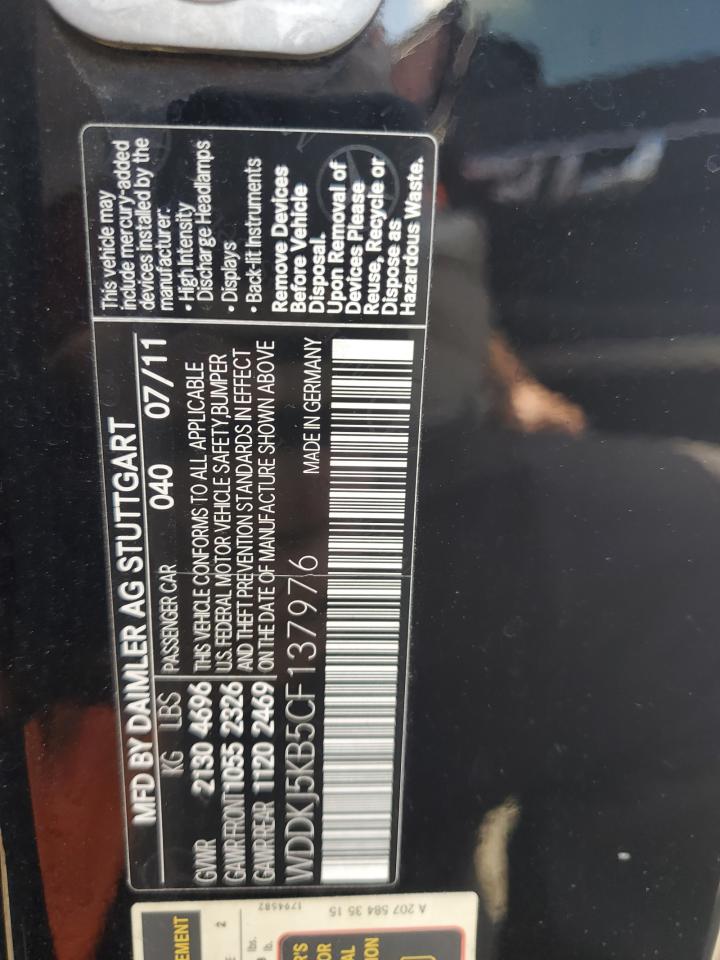 MFD BY DAIMLER AG STUTTGART
KG LBS PASSENGER CAR 040 07/11
GVWR 2130 4696
GAWR FRONT 1055 2326
GAWR REAR 1120 2469
THIS VEHICLE CONFORMS TO ALL APPLICABLE
U.S. FEDERAL MOTOR VEHICLE SAFETY, BUMPER
AND THEFT PREVENTION STANDARDS IN EFFECT
ON THE DATE OF MANUFACTURE SHOWN ABOVE
WDDKJ5KB5CF137976 MADE IN GERMANY
This vehicle may
include mercury-added
devices installed by the
manufacturer:
• High Intensity
Discharge Headlamps
• Displays
• Back-lit Instruments
Remove Devices
Before Vehicle
Disposal.
Upon Removal of
Devices Please
Reuse, Recycle or
Dispose as
Hazardous Waste.
A 207 584 35 15
1794582
2
lbs.
lb.